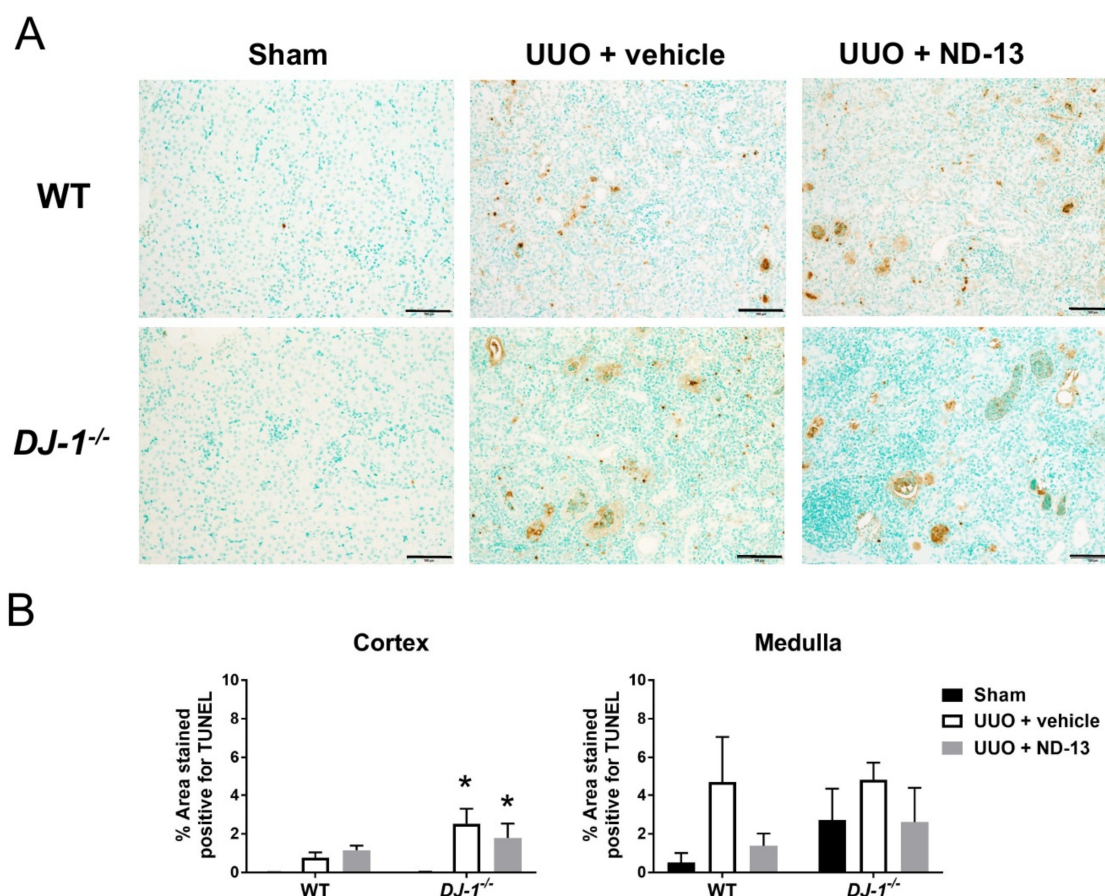 A
Sham
UUO + vehicle
UUO + ND-13
WT
DJ-1-/-
B
Cortex
Medulla
% Area stained
positive for TUNEL
10
8
6
4
2
0
WT
DJ-1-/-
% Area stained
positive for TUNEL
10
8
6
4
2
0
WT
DJ-1-/-
Sham
UUO + vehicle
UUO + ND-13
*
*